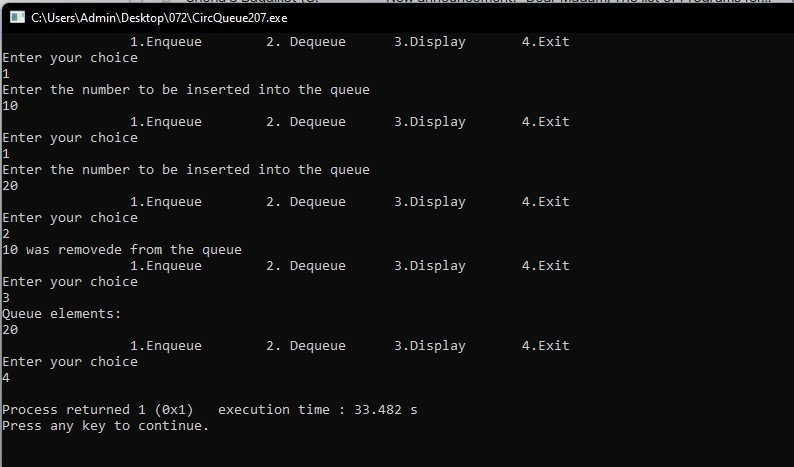 C:\Users\Admin\Desktop\072\CircQueue207.exe
1.Enqueue 2. Dequeue 3.Display 4.Exit
Enter your choice
1
Enter the number to be inserted into the queue
10
1.Enqueue 2. Dequeue 3.Display 4.Exit
Enter your choice
1
Enter the number to be inserted into the queue
20
1.Enqueue 2. Dequeue 3.Display 4.Exit
Enter your choice
2
10 was removede from the queue
1.Enqueue 2. Dequeue 3.Display 4.Exit
Enter your choice
3
Queue elements:
20
1.Enqueue 2. Dequeue 3.Display 4.Exit
Enter your choice
4
Process returned 1 (0x1) execution time : 33.482 s
Press any key to continue.